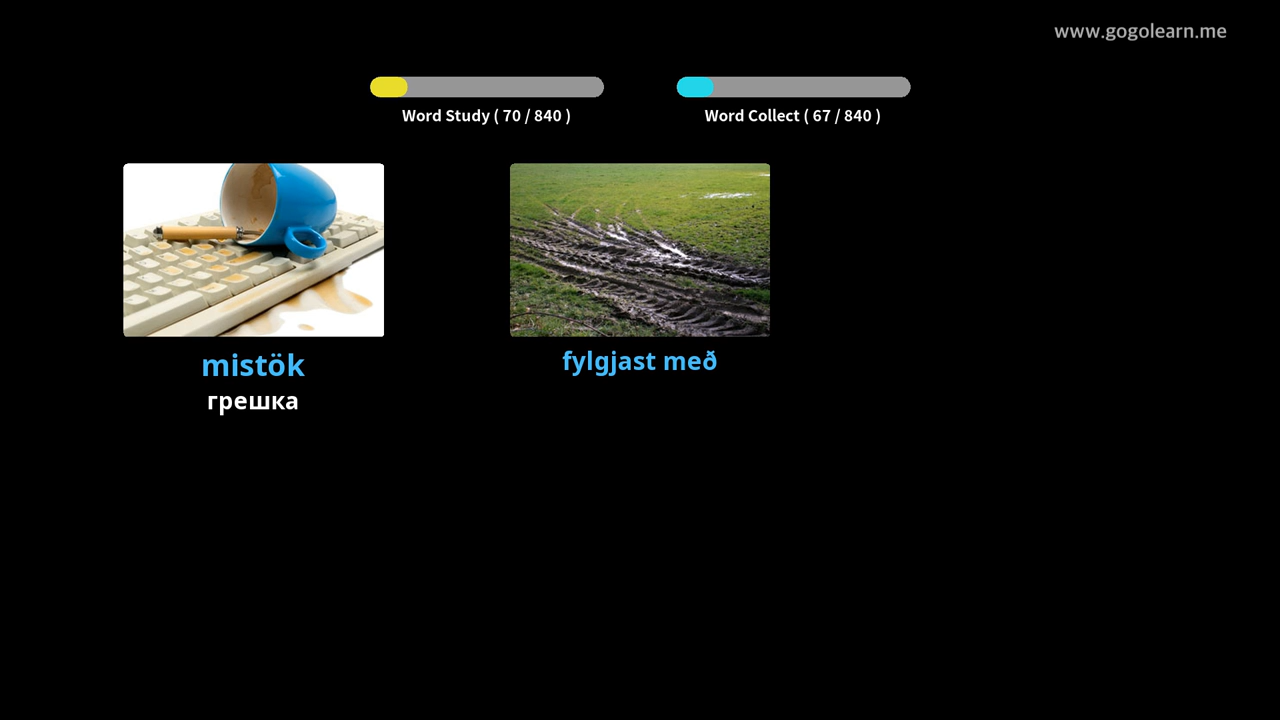 www.gogolearn.me
Word Study ( 70 / 840 )
Word Collect ( 67 / 840 )
mistök
грешка
fylgjast með